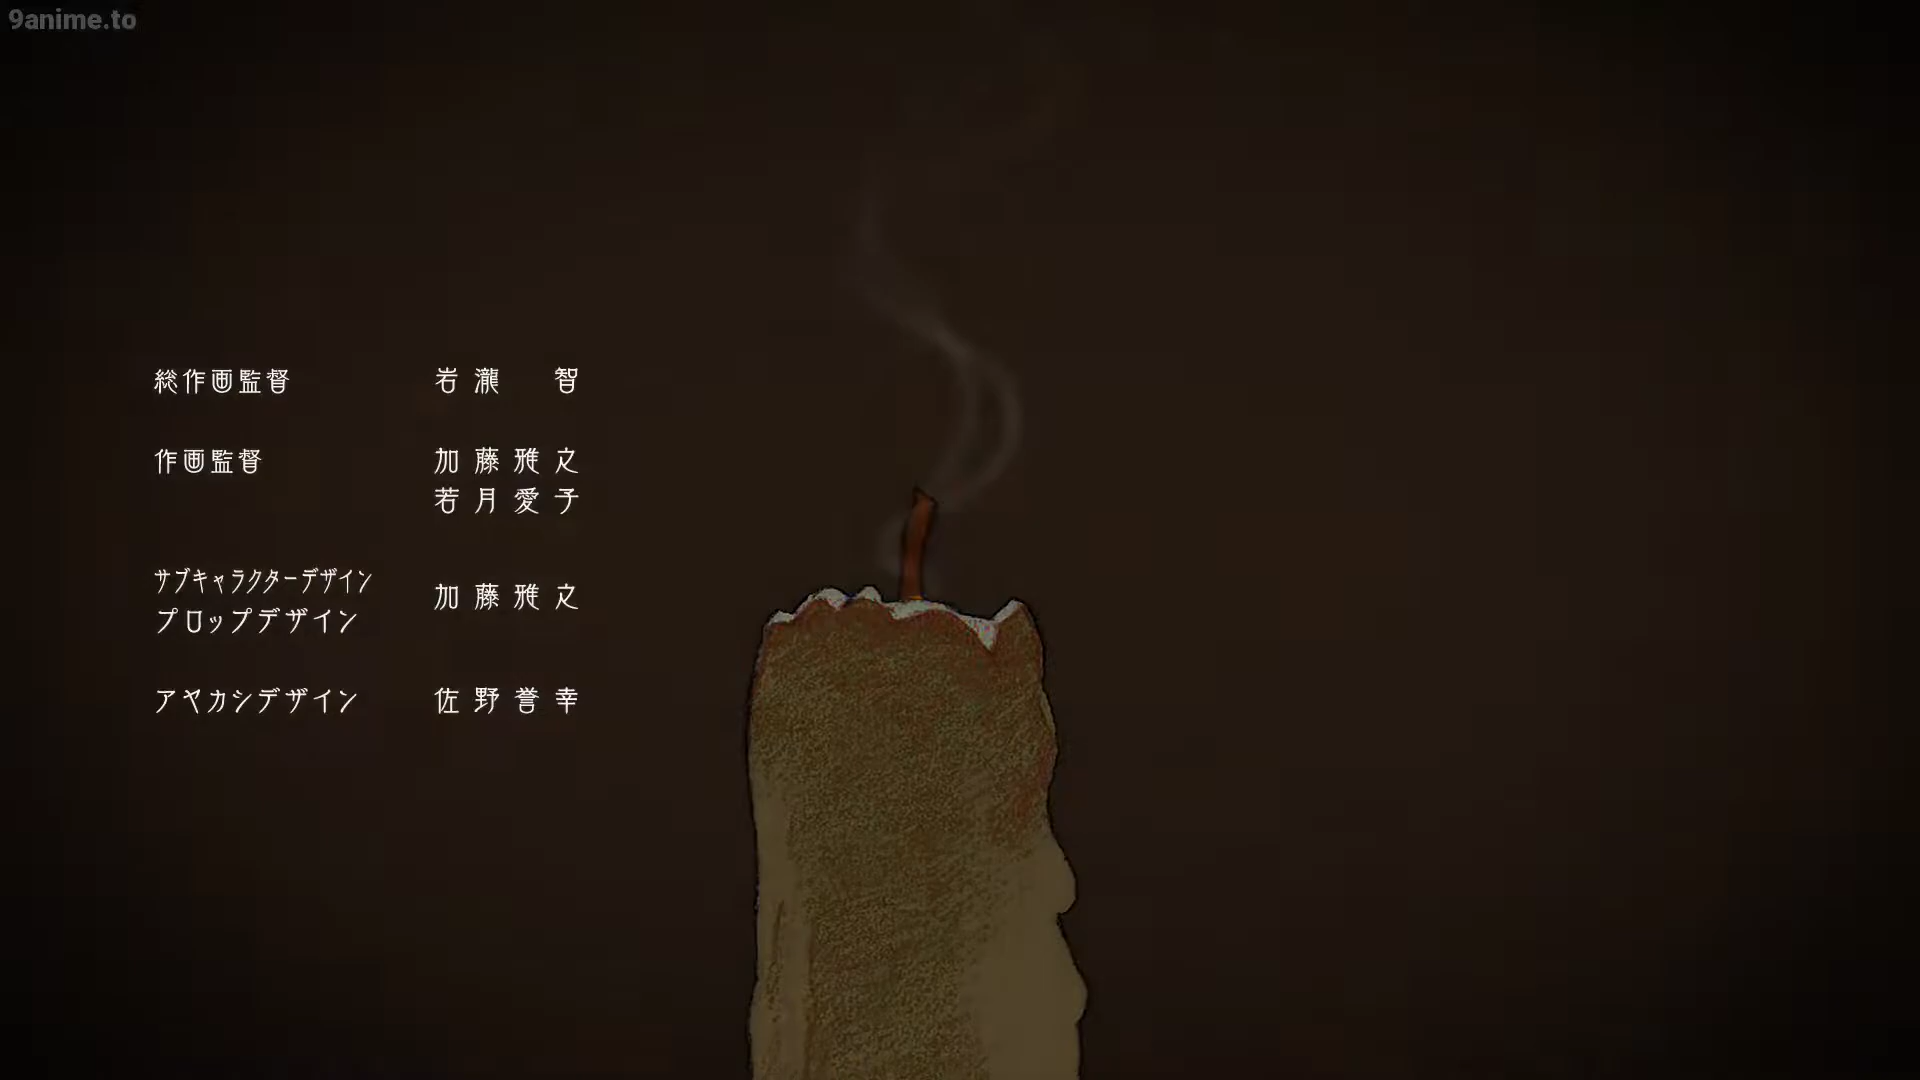 9anime.to
総作画監督 岩瀧 智
作画監督 加藤雅之
若月愛子
サブキャラクターデザイン
プロップデザイン 加藤雅之
アヤカシデザイン 佐野誉幸